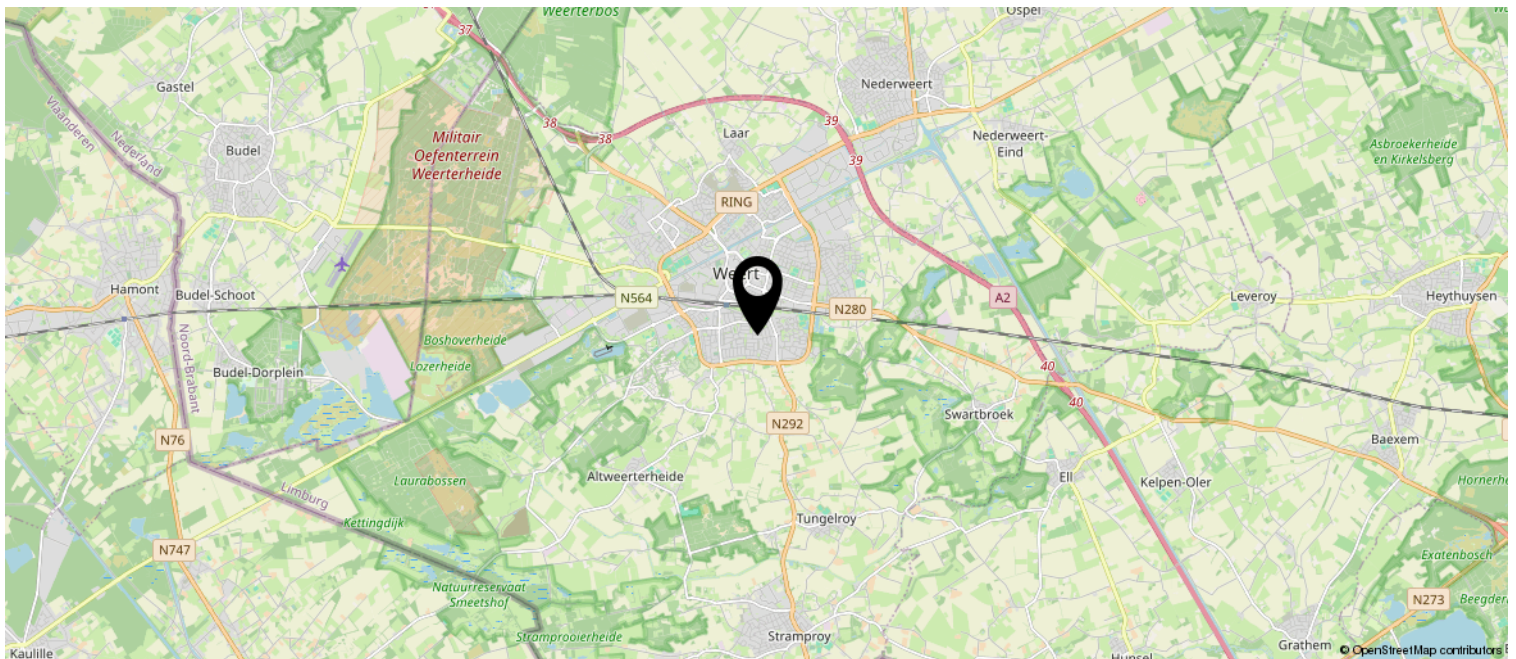 Weerterbos
Ospel
37
Gastel
Nederweert
Vlaanderen
Nederland
38
38
39
Laar
Budel
Militair
Oefenterrein
Weerterheide
39
Nederweert-
Eind
Asbroekerheide
en Kirkelsberg
RING
Weert
Hamont
Budel-Schoot
N564
N280
A2
Leveroy
Heythuysen
Noord-Brabant
Boshoverheide
Lozerheide
Budel-Dorplein
40
40
Swartbroek
N76
N292
Baexem
Laurabossen
Altweerterheide
Ell
Kelpen-Oler
Limburg
Kettingdijk
Tungelroy
N747
Exatenbosch
Natuurreservaat
Smeetshof
N273
Stramprooierheide
Stramproy
Grathem
Kaulille
© OpenStreetMap contributors